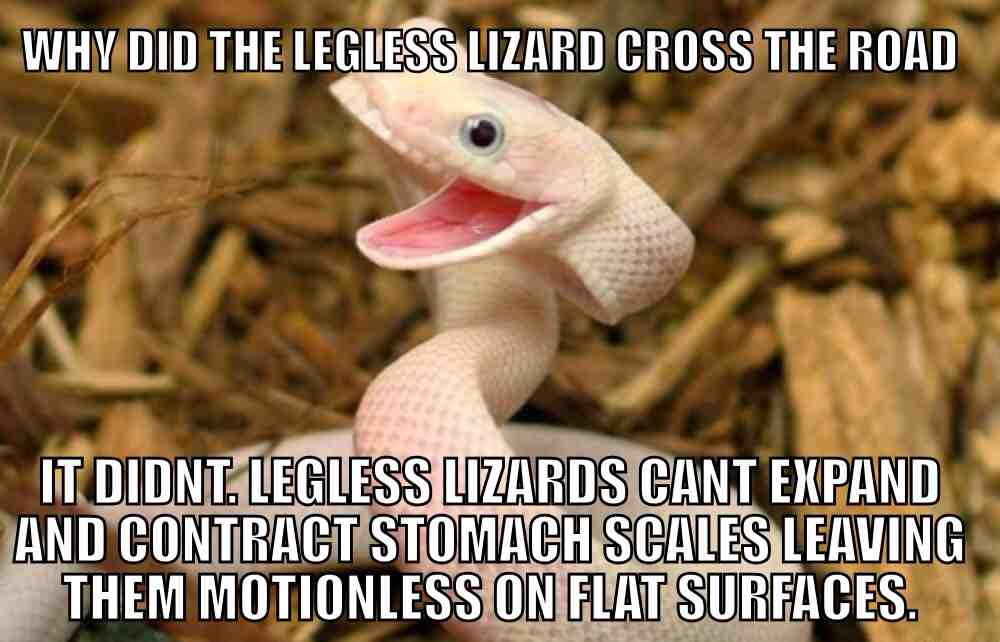 WHY DID THE LEGLESS LIZARD CROSS THE ROAD
IT DIDNT. LEGLESS LIZARDS CANT EXPAND
AND CONTRACT STOMACH SCALES LEAVING
THEM MOTIONLESS ON FLAT SURFACES.